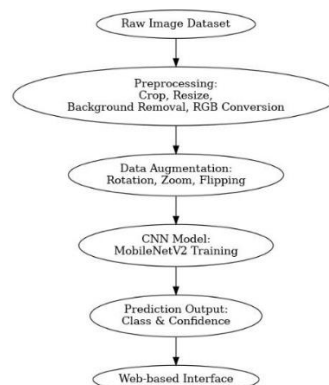 Raw Image Dataset
Preprocessing:
Crop, Resize,
Background Removal, RGB Conversion
Data Augmentation:
Rotation, Zoom, Flipping
CNN Model:
MobileNetV2 Training
Prediction Output:
Class & Confidence
Web-based Interface